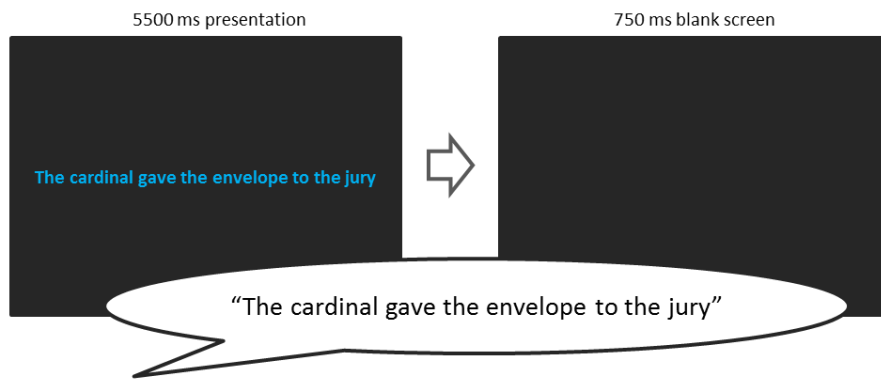 5500 ms presentation
750 ms blank screen
The cardinal gave the envelope to the jury
“The cardinal gave the envelope to the jury”